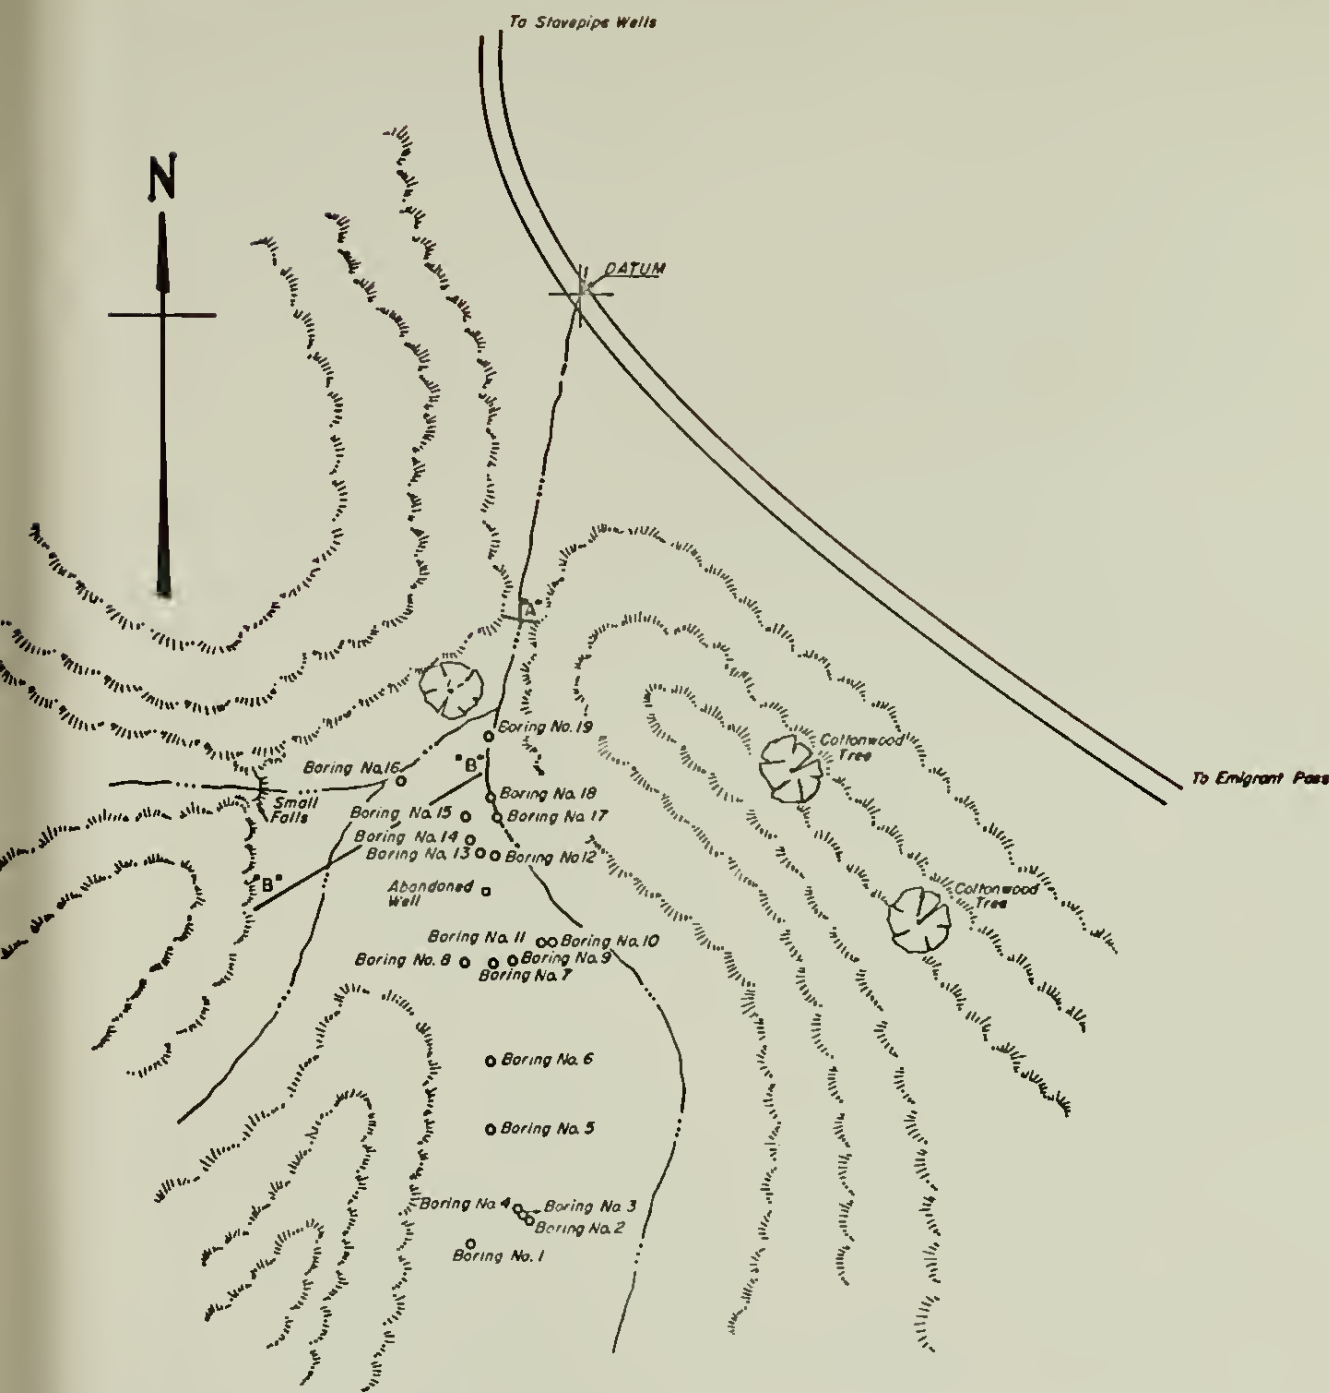 To Stovepipe Wells
N
DATUM
"A"
Boring No. 19
Cottonwood
Tree
"B"
Boring No. 16
To Emigrant Pass
Small
Falls
Boring No. 18
Boring No. 15
Boring No. 17
Boring No. 14
Boring No. 13
Boring No 12
"B"
Abandoned
Well
Cottonwood
Tree
Boring No. 11
Boring No. 10
Boring No. 8
Boring No. 9
Boring No. 7
Boring No. 6
Boring No. 5
Boring No. 4
Boring No. 3
Boring No. 2
Boring No. 1